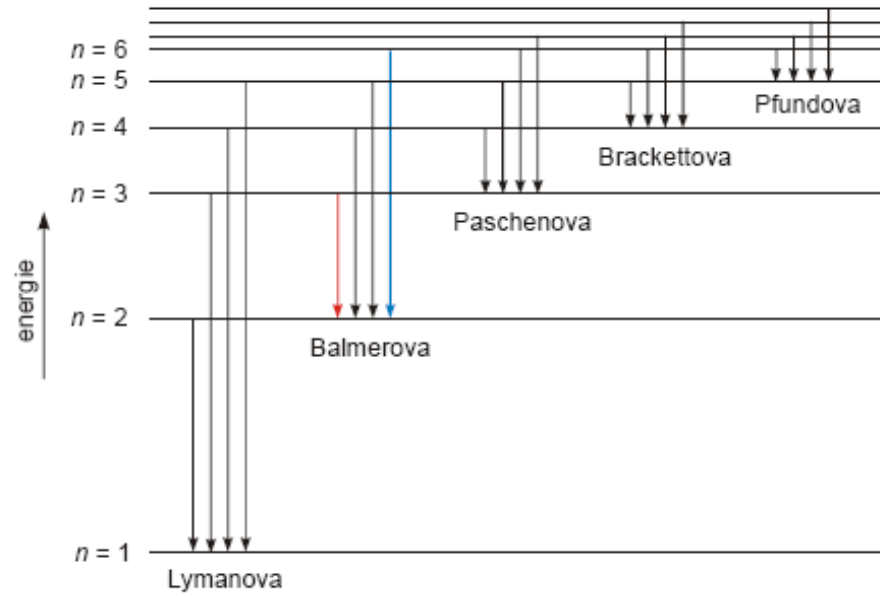 n = 6
n = 5
Pfundova
n = 4
Brackettova
n = 3
Paschenova
energie
n = 2
Balmerova
n = 1
Lymanova